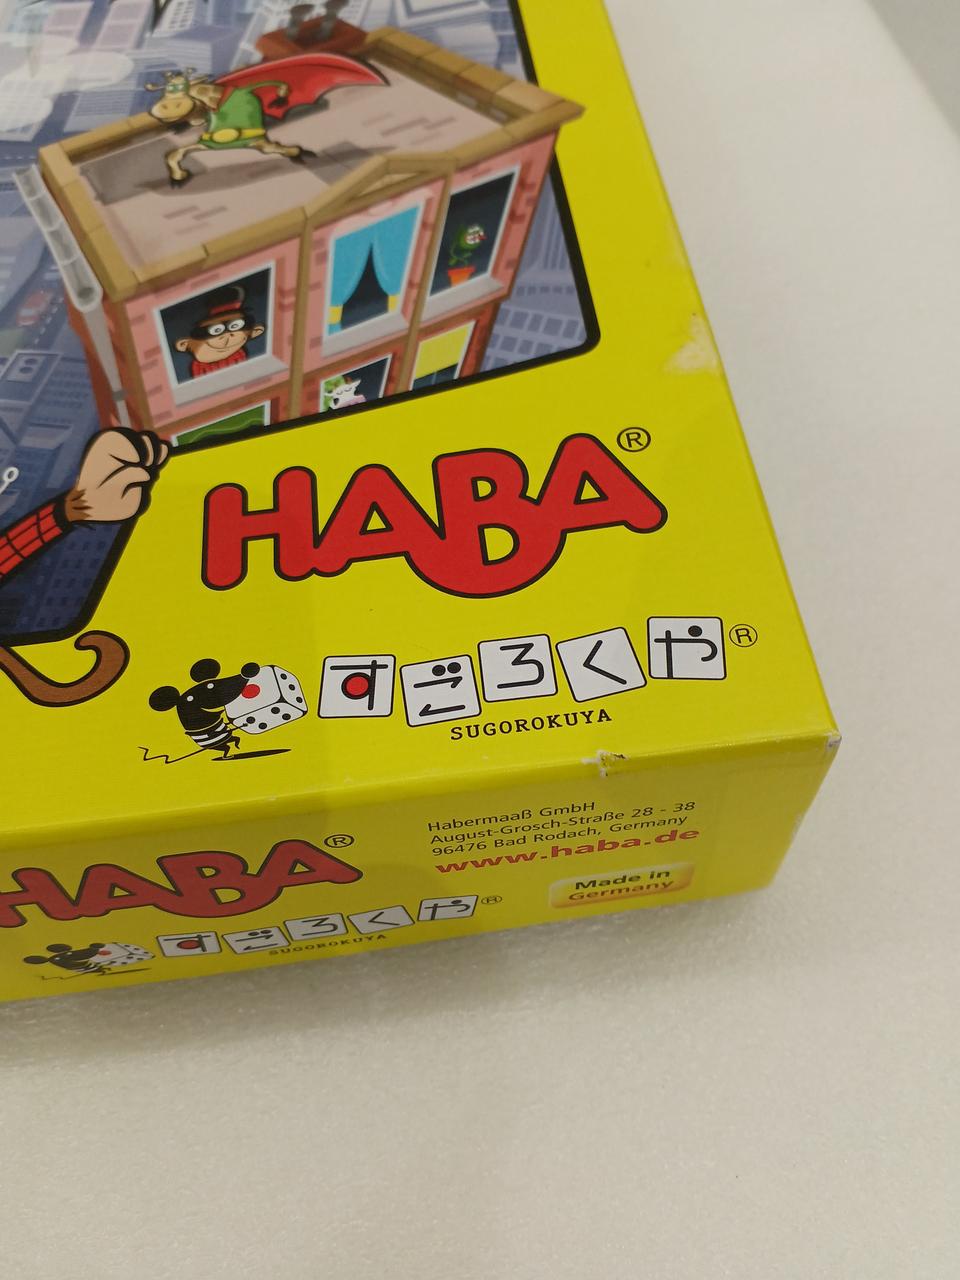 HABA®
すごろくや®
SUGOROKUYA
Habermaaß GmbH
August-Grosch-Straße 28 - 38
96476 Bad Rodach, Germany
www.haba.de
Made in
Germany
HABA®
すごろくや®
SUGOROKUYA